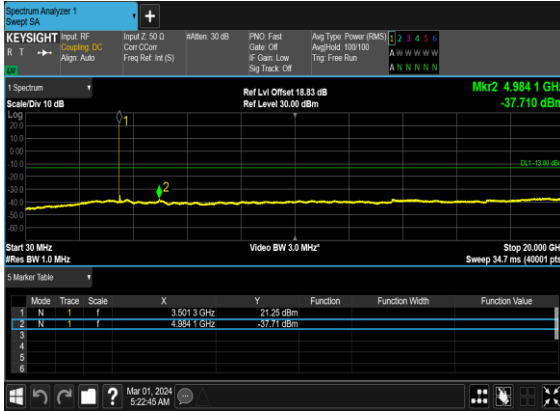 Spectrum Analyzer 1
Swept SA
+
KEYSIGHT
R T
Input: RF
Coupling: DC
Align: Auto
Input Z: 50 Ω
Corr CCorr
Freq Ref: Int (S)
#Atten: 30 dB
PNO: Fast
Gate: Off
IF Gain: Low
Sig Track: Off
Avg Type: Power (RMS)
Avg|Hold: 100/100
Trig: Free Run
1 2 3 4 5 6
A W W W W W
A N N N N N
1 Spectrum
Scale/Div 10 dB
Ref Lvl Offset 18.83 dB
Ref Level 30.00 dBm
Mkr2 4.984 1 GHz
-37.710 dBm
Log
20.0
10.0
0.00
-10.0
-20.0
-30.0
-40.0
-50.0
-60.0
1
2
DL1 -13.00 dBm
Start 30 MHz
#Res BW 1.0 MHz
Video BW 3.0 MHz*
Stop 20.000 GHz
Sweep 34.7 ms (40001 pts)
5 Marker Table
Mode Trace Scale X Y Function Function Width Function Value
1 N 1 f 3.501 3 GHz 21.25 dBm
2 N 1 f 4.984 1 GHz -37.71 dBm
3
4
5
6
?
Mar 01, 2024
5:22:45 AM